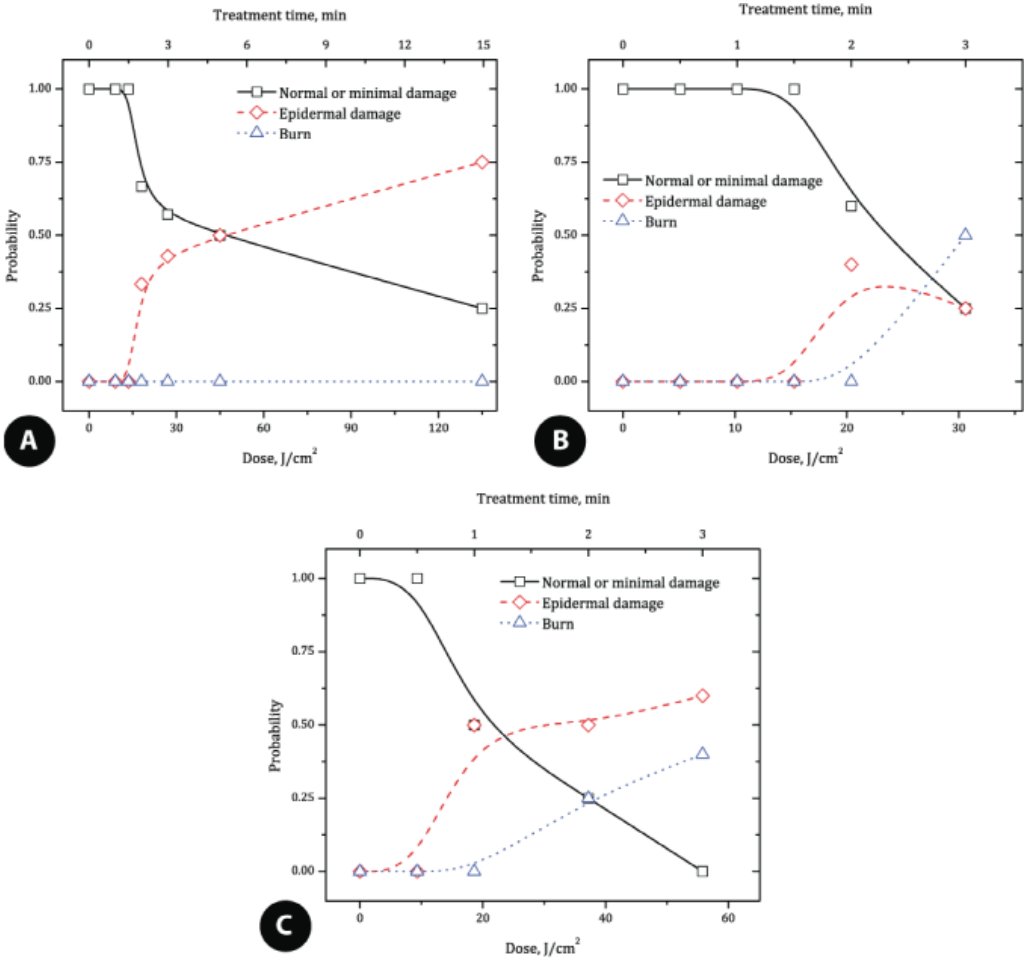 Treatment time, min
0 3 6 9 12 15
Normal or minimal damage
Epidermal damage
Burn
1.00
0.75
0.50
0.25
0.00
Probability
0 30 60 90 120
Dose, J/cm²
A
Treatment time, min
0 1 2 3
1.00
0.75
Normal or minimal damage
Epidermal damage
Burn
0.50
0.25
0.00
Probability
0 10 20 30
Dose, J/cm²
B
Treatment time, min
0 1 2 3
Normal or minimal damage
Epidermal damage
Burn
1.00
0.75
0.50
0.25
0.00
Probability
0 20 40 60
Dose, J/cm²
C